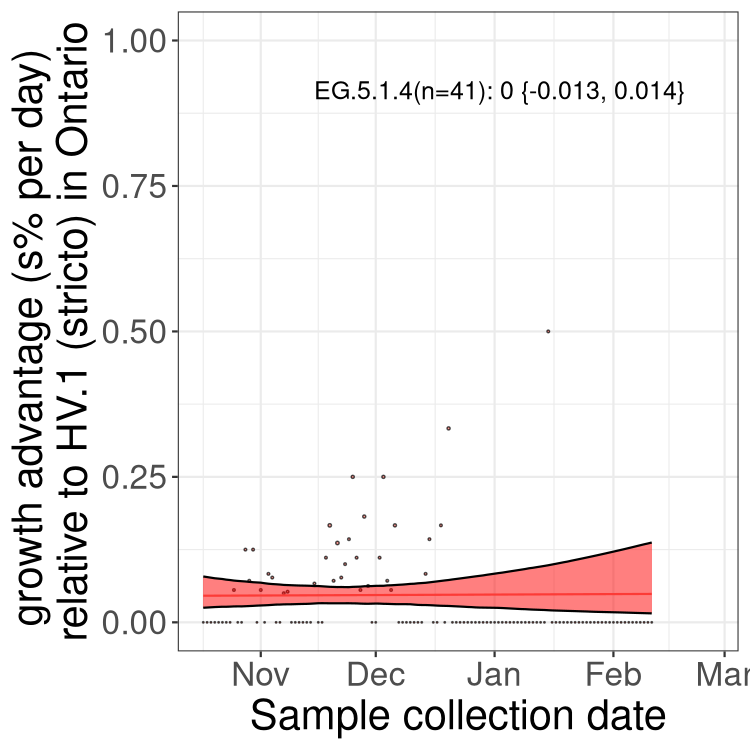 growth advantage (s% per day)
relative to HV.1 (stricto) in Ontario
1.00
0.75
0.50
0.25
0.00
EG.5.1.4(n=41): 0 {-0.013, 0.014}
Nov Dec Jan Feb Mar
Sample collection date